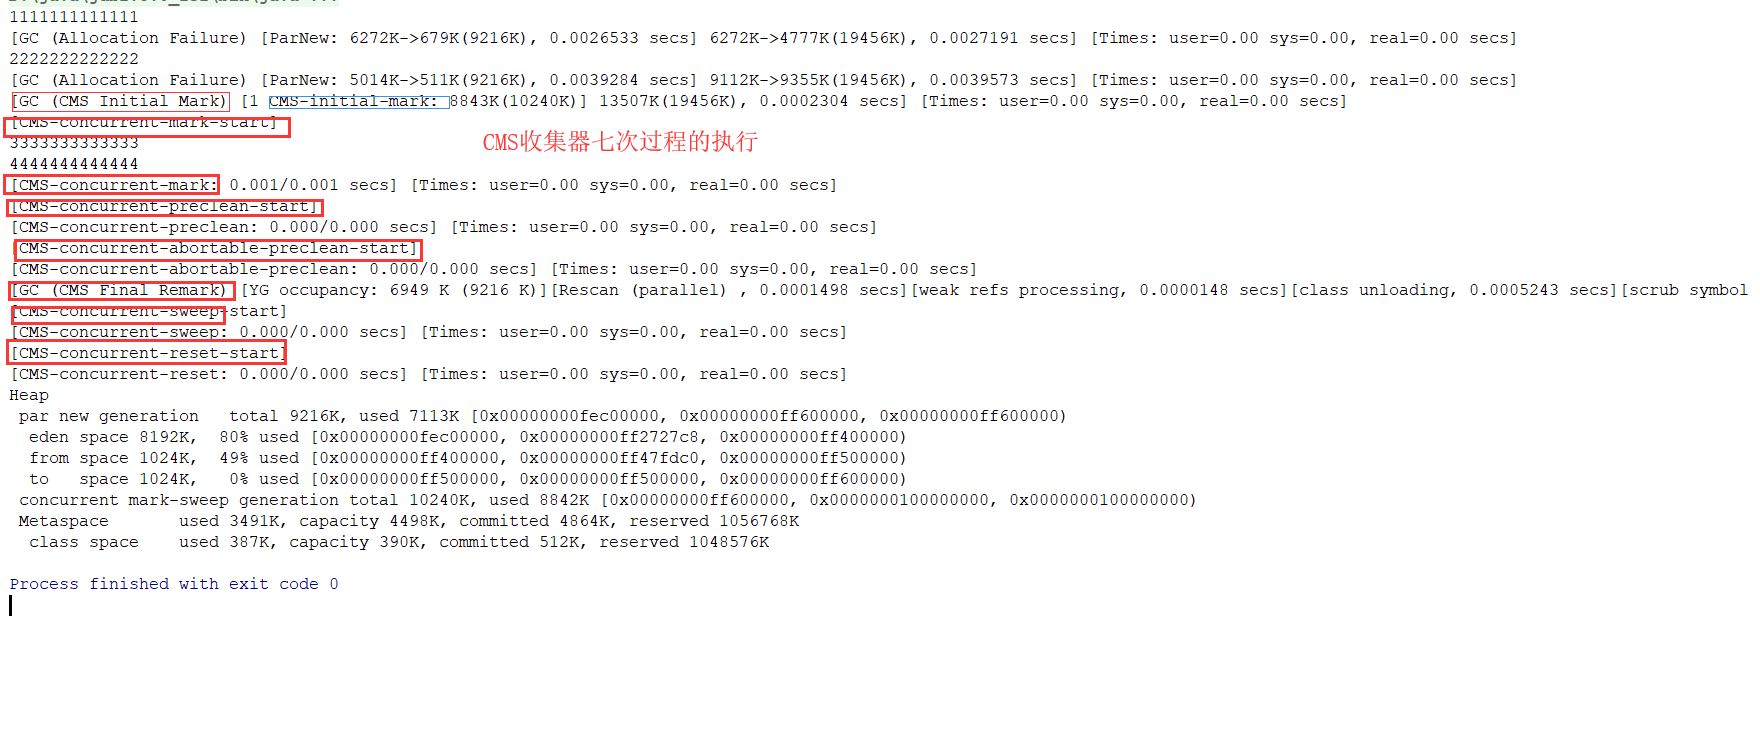 1111111111111
[GC (Allocation Failure) [ParNew: 6272K->679K(9216K), 0.0026533 secs] 6272K->4777K(19456K), 0.0027191 secs] [Times: user=0.00 sys=0.00, real=0.00 secs]
2222222222222
[GC (Allocation Failure) [ParNew: 5014K->511K(9216K), 0.0039284 secs] 9112K->9355K(19456K), 0.0039573 secs] [Times: user=0.00 sys=0.00, real=0.00 secs]
[GC (CMS Initial Mark) [1 CMS-initial-mark: 8843K(10240K)] 13507K(19456K), 0.0002304 secs] [Times: user=0.00 sys=0.00, real=0.00 secs]
[CMS-concurrent-mark-start]
CMS收集器七次过程的执行
3333333333333
4444444444444
[CMS-concurrent-mark: 0.001/0.001 secs] [Times: user=0.00 sys=0.00, real=0.00 secs]
[CMS-concurrent-preclean-start]
[CMS-concurrent-preclean: 0.000/0.000 secs] [Times: user=0.00 sys=0.00, real=0.00 secs]
[CMS-concurrent-abortable-preclean-start]
[CMS-concurrent-abortable-preclean: 0.000/0.000 secs] [Times: user=0.00 sys=0.00, real=0.00 secs]
[GC (CMS Final Remark) [YG occupancy: 6949 K (9216 K)][Rescan (parallel) , 0.0001498 secs][weak refs processing, 0.0000148 secs][class unloading, 0.0005243 secs][scrub symbol
[CMS-concurrent-sweep-start]
[CMS-concurrent-sweep: 0.000/0.000 secs] [Times: user=0.00 sys=0.00, real=0.00 secs]
[CMS-concurrent-reset-start]
[CMS-concurrent-reset: 0.000/0.000 secs] [Times: user=0.00 sys=0.00, real=0.00 secs]
Heap
par new generation   total 9216K, used 7113K [0x00000000fec00000, 0x00000000ff600000, 0x00000000ff600000)
eden space 8192K,  80% used [0x00000000fec00000, 0x00000000ff2727c8, 0x00000000ff400000)
from space 1024K,  49% used [0x00000000ff400000, 0x00000000ff47fdc0, 0x00000000ff500000)
to   space 1024K,   0% used [0x00000000ff500000, 0x00000000ff500000, 0x00000000ff600000)
concurrent mark-sweep generation total 10240K, used 8842K [0x00000000ff600000, 0x0000000100000000, 0x0000000100000000)
Metaspace       used 3491K, capacity 4498K, committed 4864K, reserved 1056768K
class space    used 387K, capacity 390K, committed 512K, reserved 1048576K
Process finished with exit code 0